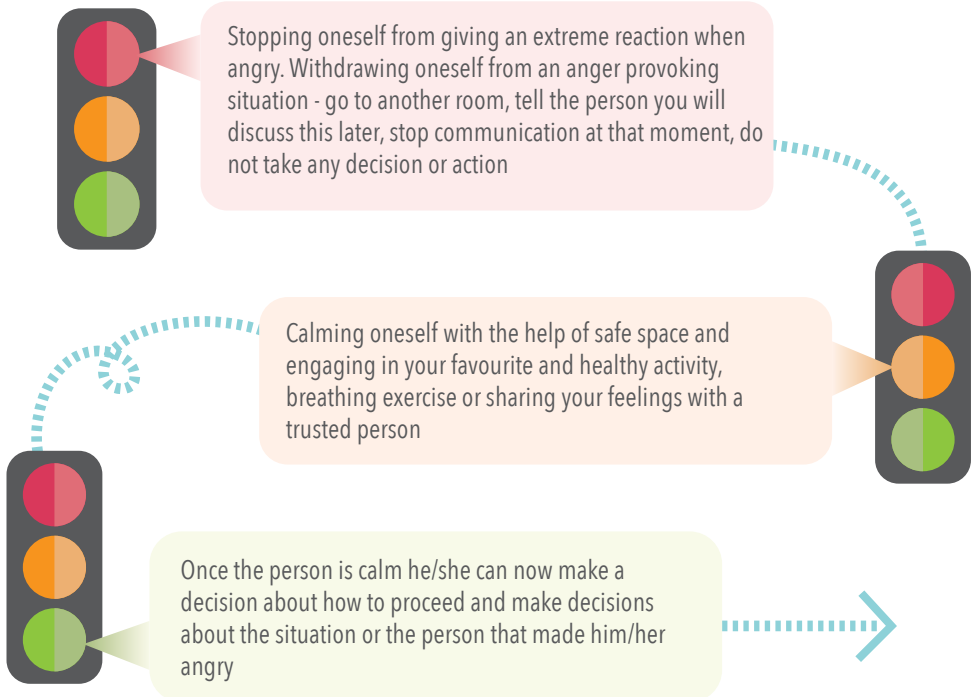 Stopping oneself from giving an extreme reaction when
angry. Withdrawing oneself from an anger provoking
situation - go to another room, tell the person you will
discuss this later, stop communication at that moment, do
not take any decision or action
Calming oneself with the help of safe space and
engaging in your favourite and healthy activity,
breathing exercise or sharing your feelings with a
trusted person
Once the person is calm he/she can now make a
decision about how to proceed and make decisions
about the situation or the person that made him/her
angry